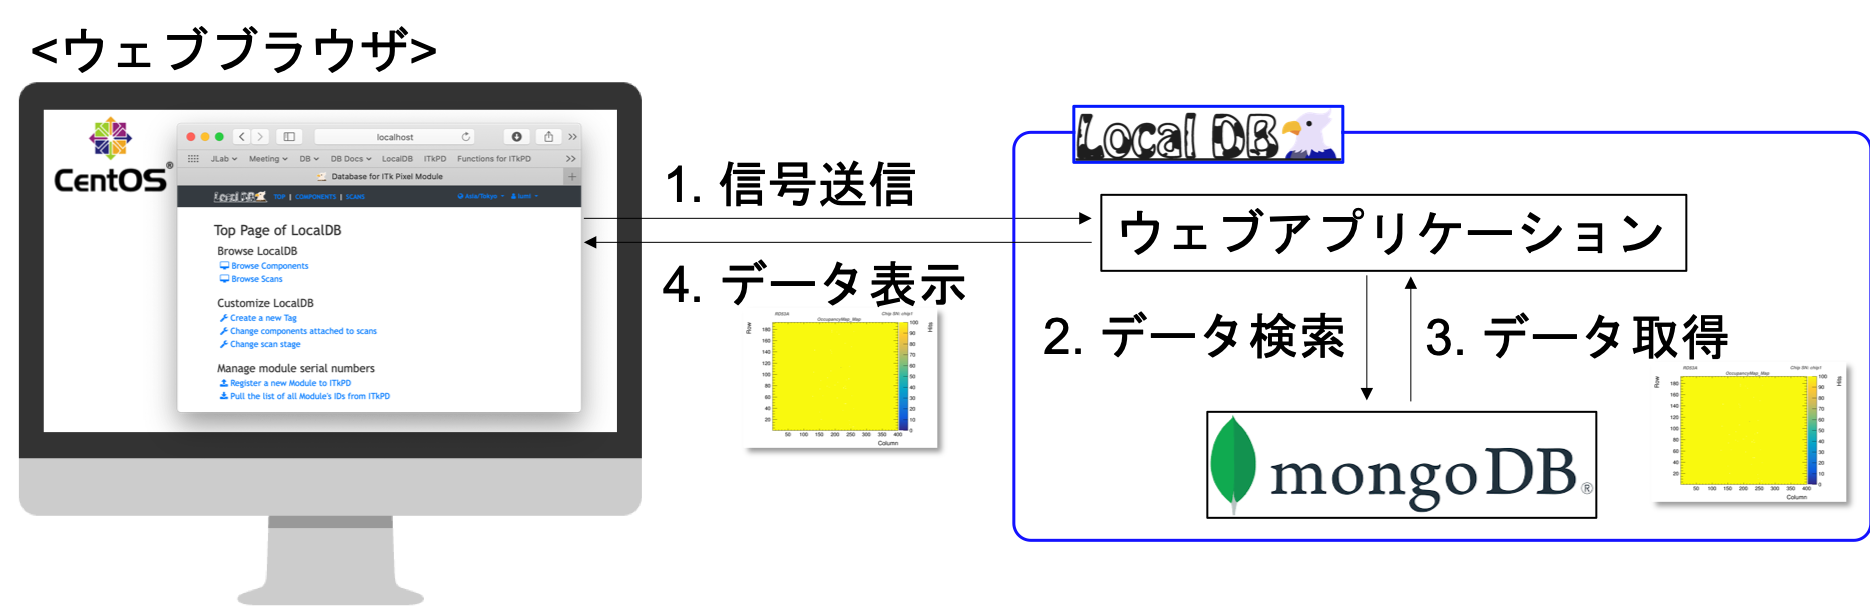 <ウェブブラウザ>
CentOS®
localhost
JLab Meeting DB DB Docs LocalDB ITkPD Functions for ITkPD >>
Database for ITk Pixel Module
Local DB TOP | COMPONENTS | SCANS Asia/Tokyo
Top Page of LocalDB
Browse LocalDB
Browse Components
Browse Scans
Customize LocalDB
Create a new Tag
Change components attached to scans
Change scan stage
Manage module serial numbers
Register a new Module to ITkPD
Pull the list of all Module's IDs from ITkPD
1. 信号送信
4. データ表示
RD53A OccupancyMap_Map Chip SN: chip1
Row
Hits
180
160
140
120
100
80
60
40
20
100
90
80
70
60
50
40
30
20
10
0
50 100 150 200 250 300 350 400
Column
Local DB
ウェブアプリケーション
2. データ検索
3. データ取得
mongoDB®
RD53A OccupancyMap_Map Chip SN: chip1
Row
Hits
180
160
140
120
100
80
60
40
20
100
90
80
70
60
50
40
30
20
10
0
50 100 150 200 250 300 350 400
Column